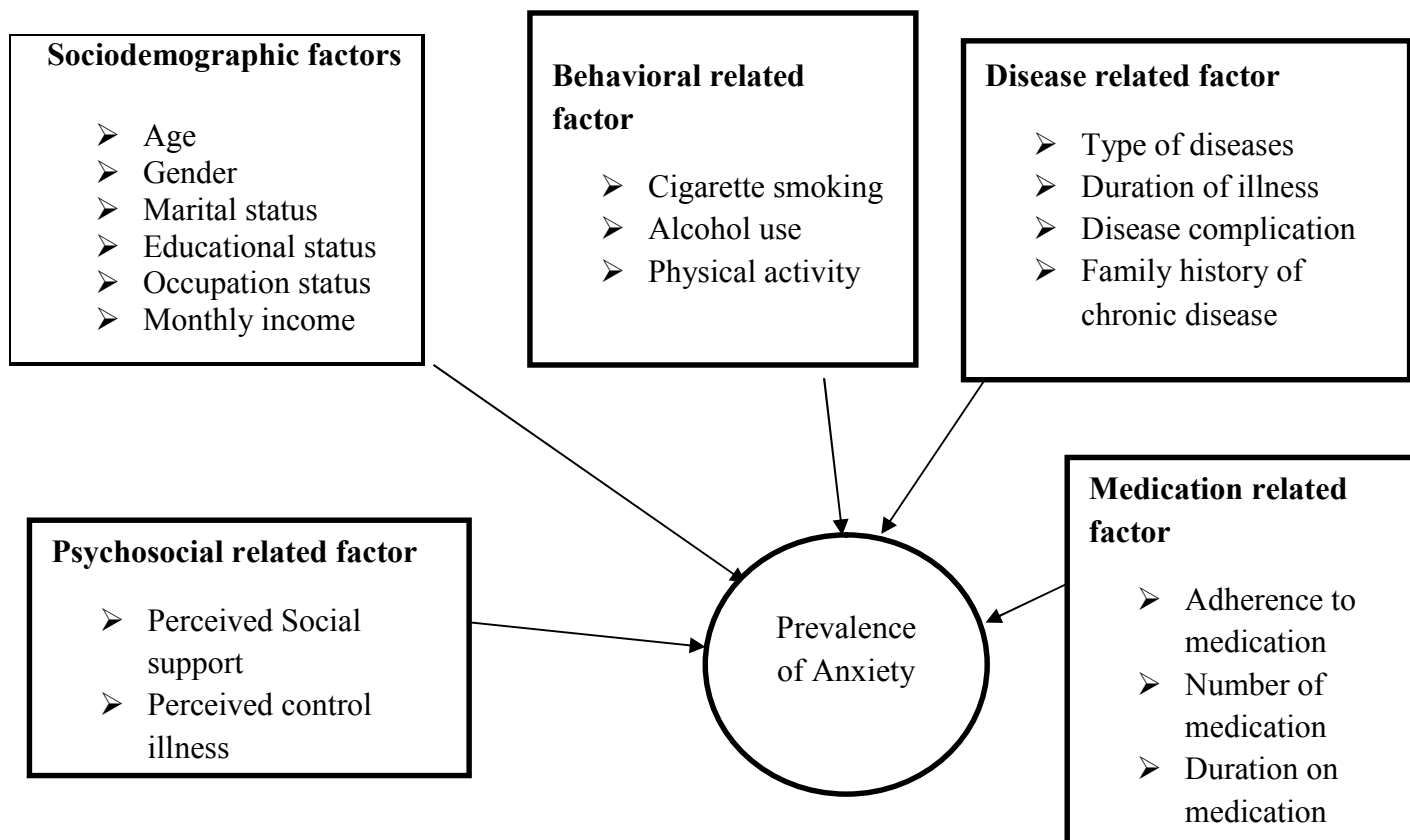 Sociodemographic factors
➢ Age
➢ Gender
➢ Marital status
➢ Educational status
➢ Occupation status
➢ Monthly income
Behavioral related
factor
➢ Cigarette smoking
➢ Alcohol use
➢ Physical activity
Disease related factor
➢ Type of diseases
➢ Duration of illness
➢ Disease complication
➢ Family history of
chronic disease
Psychosocial related factor
➢ Perceived Social
support
➢ Perceived control
illness
Prevalence
of Anxiety
Medication related
factor
➢ Adherence to
medication
➢ Number of
medication
➢ Duration on
medication